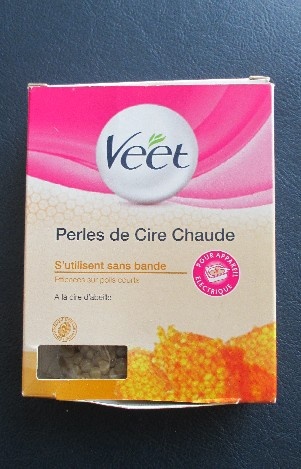 Veet
Perles de Cire Chaude
S'utilisent sans bande
Efficaces sur poils courts
A la cire d'abeille
POUR APPAREIL
ÉLECTRIQUE